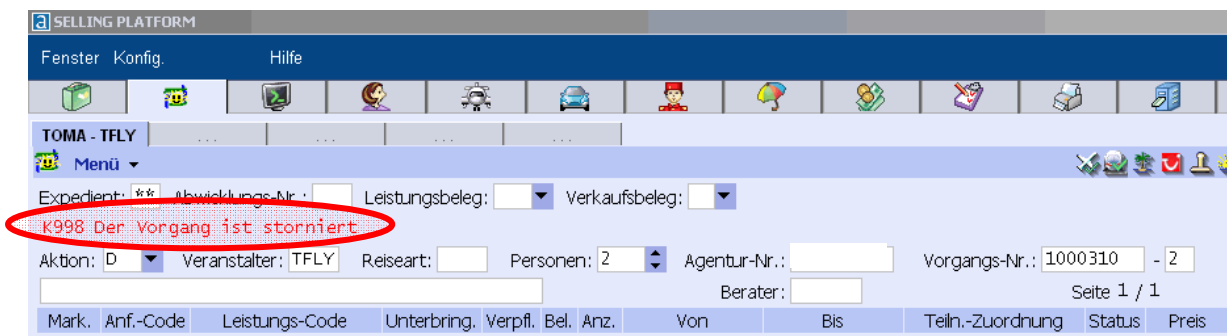 a SELLING PLATFORM
Fenster Konfig. Hilfe
TOMA - TFLY ... ... ... ...
Menü
Expedient: ** Abwicklungs-Nr.: Leistungsbeleg: Verkaufsbeleg:
K998 Der Vorgang ist storniert
Aktion: D Veranstalter: TFLY Reiseart: Personen: 2 Agentur-Nr.: Vorgangs-Nr.: 1000310 - 2
Berater: Seite 1 / 1
Mark. Anf.-Code Leistungs-Code Unterbring. Verpfl. Bel. Anz. Von Bis Teiln.-Zuordnung Status Preis